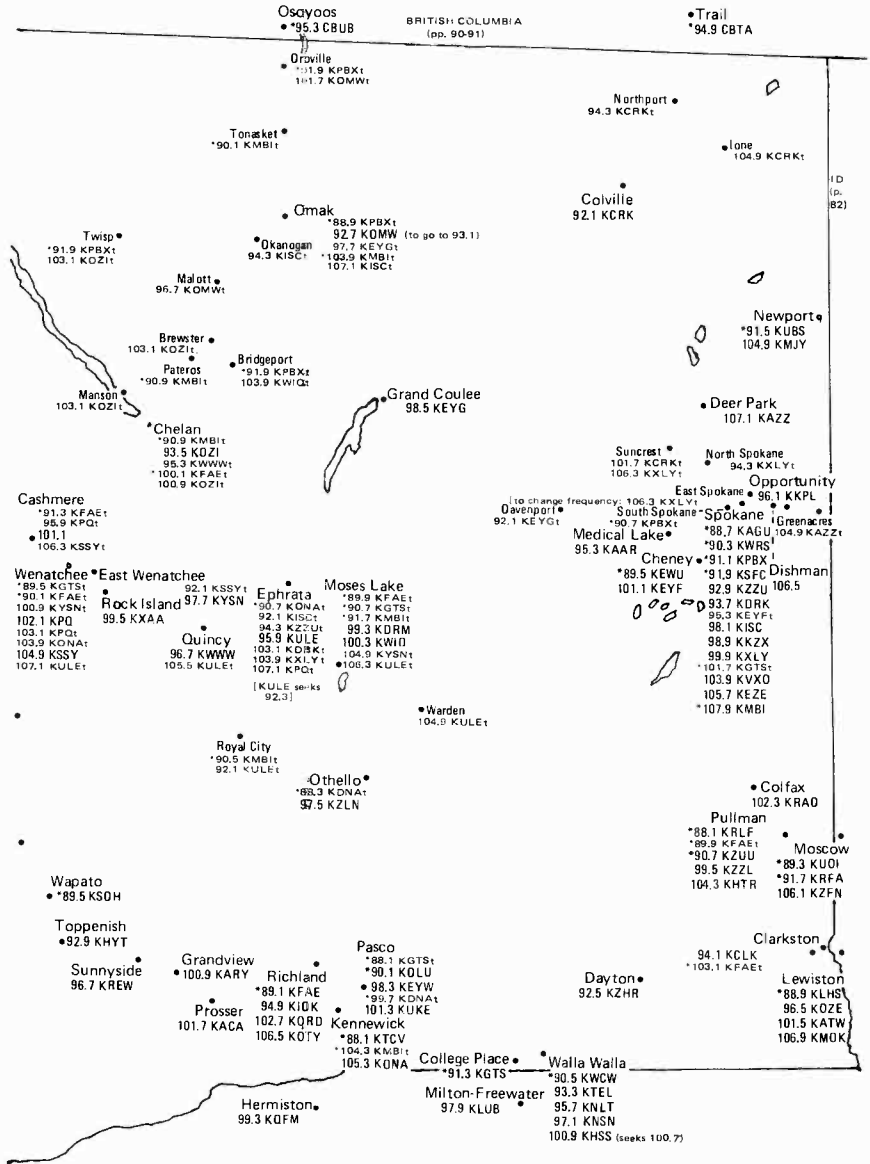 Osayoos
*95.3 CBUB
BRITISH COLUMBIA
(pp. 90-91)
Trail
*94.9 CBTA
Oroville
*91.9 KPBXt
101.7 KOMWt
Northport
94.3 KCRKt
Tonasket
*90.1 KMBIt
Ione
104.9 KCRKt
ID
(p.
82)
Colville
92.1 KCRK
Omak
*88.9 KPBXt
92.7 KOMW (to go to 93.1)
97.7 KEYGt
*103.9 KMBIt
107.1 KISCt
Okanogan
94.3 KISCt
Twisp
*91.9 KPBXt
103.1 KOZIt
Malott
96.7 KOMWt
Newport
*91.5 KUBS
104.9 KMJY
Brewster
103.1 KOZIt
Pateros
*90.9 KMBIt
Bridgeport
*91.9 KPBXt
103.9 KWIQt
Manson
103.1 KOZIt
Grand Coulee
98.5 KEYG
Deer Park
107.1 KAZZ
Chelan
*90.9 KMBIt
93.5 KOZI
95.3 KWWWt
*100.1 KFAEt
100.9 KOZIt
Suncrest
101.7 KCRKt
106.3 KXLYt
North Spokane
94.3 KXLYt
Opportunity
96.1 KKPL
East Spokane
[to change frequency: 106.3 KXLYt
Davenport
92.1 KEYGt
South Spokane
*90.7 KPBXt
Greenacres
104.9 KAZZt
Cashmere
*91.3 KFAEt
95.9 KPQt
101.1
106.3 KSSYt
Medical Lake
95.3 KAAR
Cheney
*89.5 KEWU
101.1 KEYF
Spokane
*88.7 KAGU
*90.3 KWRS
*91.1 KPBX
*91.9 KSFC
92.9 KZZU
93.7 KDRK
95.3 KEYFt
98.1 KISC
98.9 KKZX
99.9 KXLY
*101.7 KGTSt
103.9 KVXO
105.7 KEZE
*107.9 KMBI
Dishman
106.5
Wenatchee
*89.5 KGTSt
*90.1 KFAEt
100.9 KYSNt
102.1 KPQ
103.1 KPQt
103.9 KONAt
104.9 KSSY
107.1 KULEt
East Wenatchee
92.1 KSSYt
97.7 KYSN
Rock Island
99.5 KXAA
Quincy
96.7 KWWW
105.5 KULEt
Ephrata
*90.7 KONAt
92.1 KISCt
94.3 KZZUt
95.9 KULE
103.1 KDRKt
103.9 KXLYt
107.1 KPQt
[KULE seeks
92.3]
Moses Lake
*89.9 KFAEt
*90.7 KGTSt
*91.7 KMBIt
99.3 KDRM
100.3 KWIQ
104.9 KYSNt
106.3 KULEt
Warden
104.9 KULEt
Royal City
*90.5 KMBIt
92.1 KULEt
Othello
*88.3 KDNAt
97.5 KZLN
Colfax
102.3 KRAO
Pullman
*88.1 KRLF
*89.9 KFAEt
*90.7 KZUU
99.5 KZZL
104.3 KHTR
Moscow
*89.3 KUOI
*91.7 KRFA
106.1 KZFN
Wapato
*89.5 KSOH
Toppenish
92.9 KHYT
Sunnyside
96.7 KREW
Grandview
100.9 KARY
Prosser
101.7 KACA
Richland
*89.1 KFAE
94.9 KIOK
102.7 KORD
106.5 KOTY
Pasco
*88.1 KGTSt
*90.1 KOLU
98.3 KEYW
*99.7 KDNAt
101.3 KUKE
Kennewick
*88.1 KTCV
*104.3 KMBIt
105.3 KONA
Clarkston
94.1 KCLK
*103.1 KFAEt
Dayton
92.5 KZHR
Lewiston
*88.9 KLHS
96.5 KOZE
101.5 KATW
106.9 KMOK
College Place
*91.3 KGTS
Walla Walla
*90.5 KWCW
93.3 KTEL
95.7 KNLT
97.1 KNSN
100.9 KHSS (seeks 100.7)
Milton-Freewater
97.9 KLUB
Hermiston
99.3 KQFM